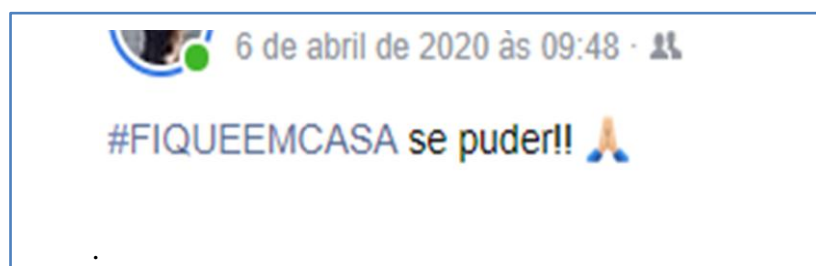 6 de abril de 2020 às 09:48 ·
#FIQUEEMCASA se puder!! 🙏🏼
.